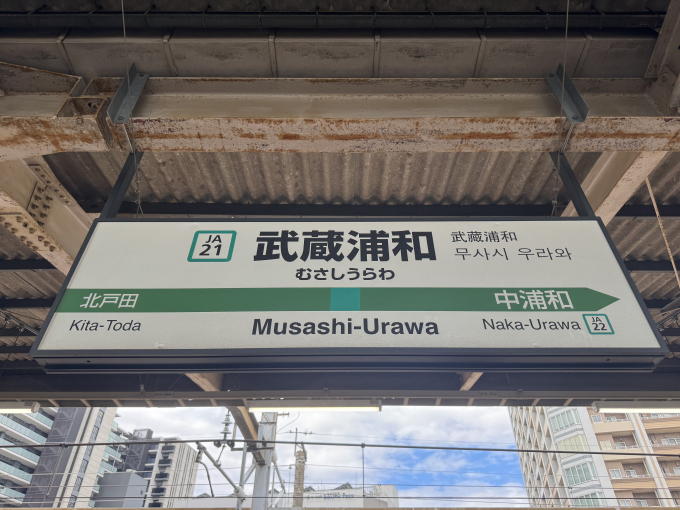 JA
21
武蔵浦和
むさしうらわ
武藏浦和
무사시 우라와
北戸田
中浦和
Kita-Toda
Musashi-Urawa
Naka-Urawa
JA
22